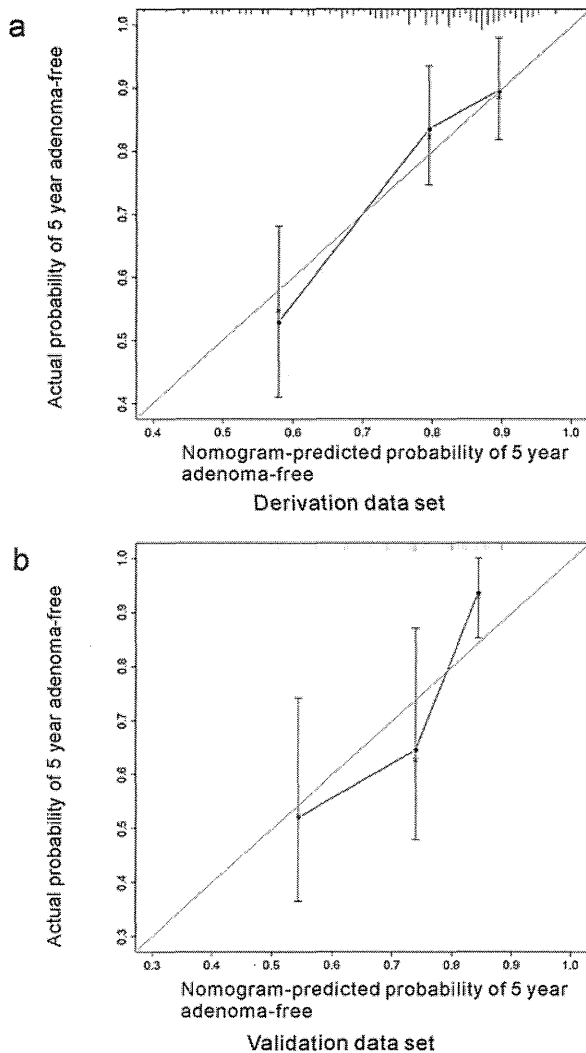 a
Actual probability of 5 year adenoma-free
1.0
0.9
0.8
0.7
0.6
0.5
0.4
0.4 0.5 0.6 0.7 0.8 0.9 1.0
Nomogram-predicted probability of 5 year
adenoma-free
Derivation data set
b
Actual probability of 5 year adenoma-free
1.0
0.9
0.8
0.7
0.6
0.5
0.4
0.3
0.3 0.4 0.5 0.6 0.7 0.8 0.9 1.0
Nomogram-predicted probability of 5 year
adenoma-free
Validation data set